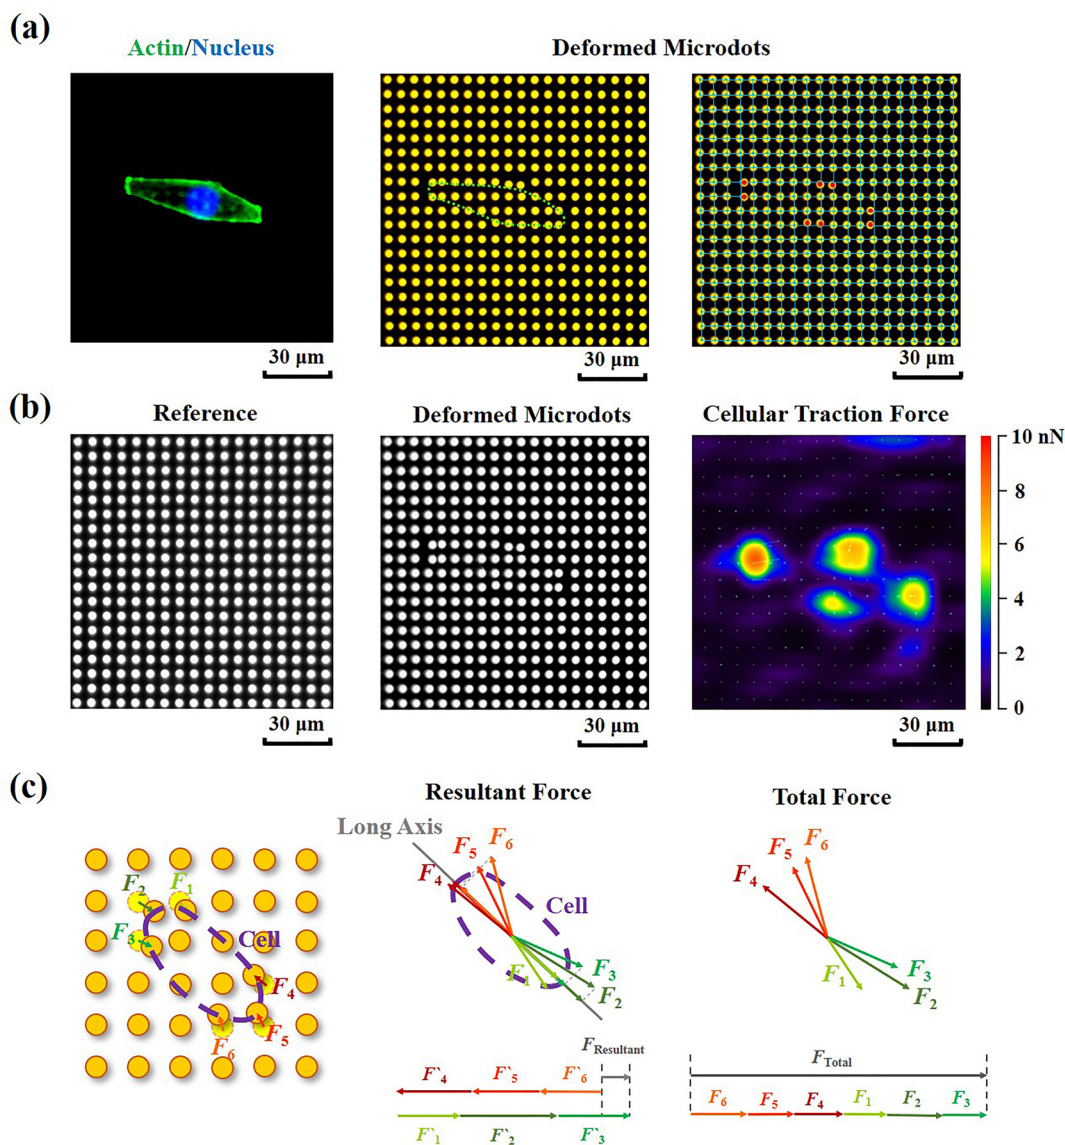 (a)
Actin/Nucleus
Deformed Microdots
30 μm
30 μm
30 μm
(b)
Reference
Deformed Microdots
Cellular Traction Force
10 nN
8
6
4
2
0
30 μm
30 μm
30 μm
(c)
Resultant Force
Total Force
Long Axis
F2
F1
F3
Cell
F4
F5
F6
F5
F6
F4
Cell
F1
F3
F2
F5
F6
F4
F1
F3
F2
FResultant
F`4
F`5
F`6
F`1
F`2
F`3
FTotal
F6
F5
F4
F1
F2
F3